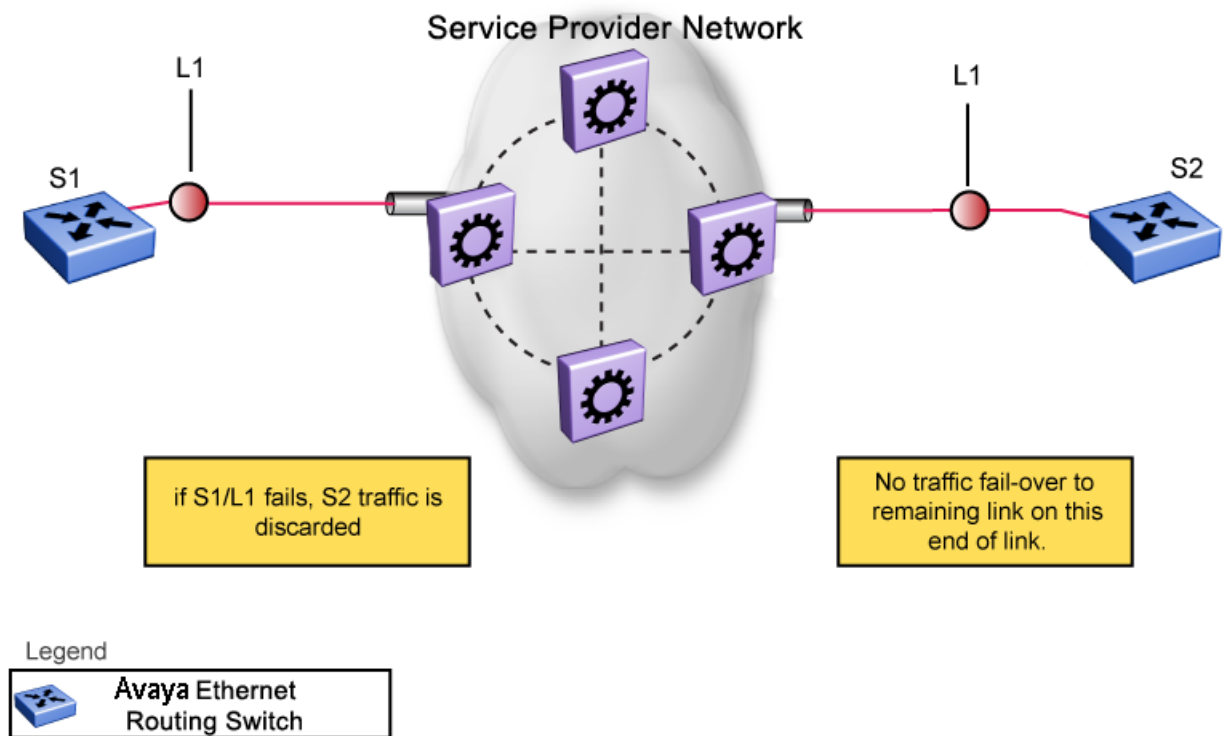 Service Provider Network
L1
L1
S1
S2
if S1/L1 fails, S2 traffic is
discarded
No traffic fail-over to
remaining link on this
end of link.
Legend
Avaya Ethernet
Routing Switch